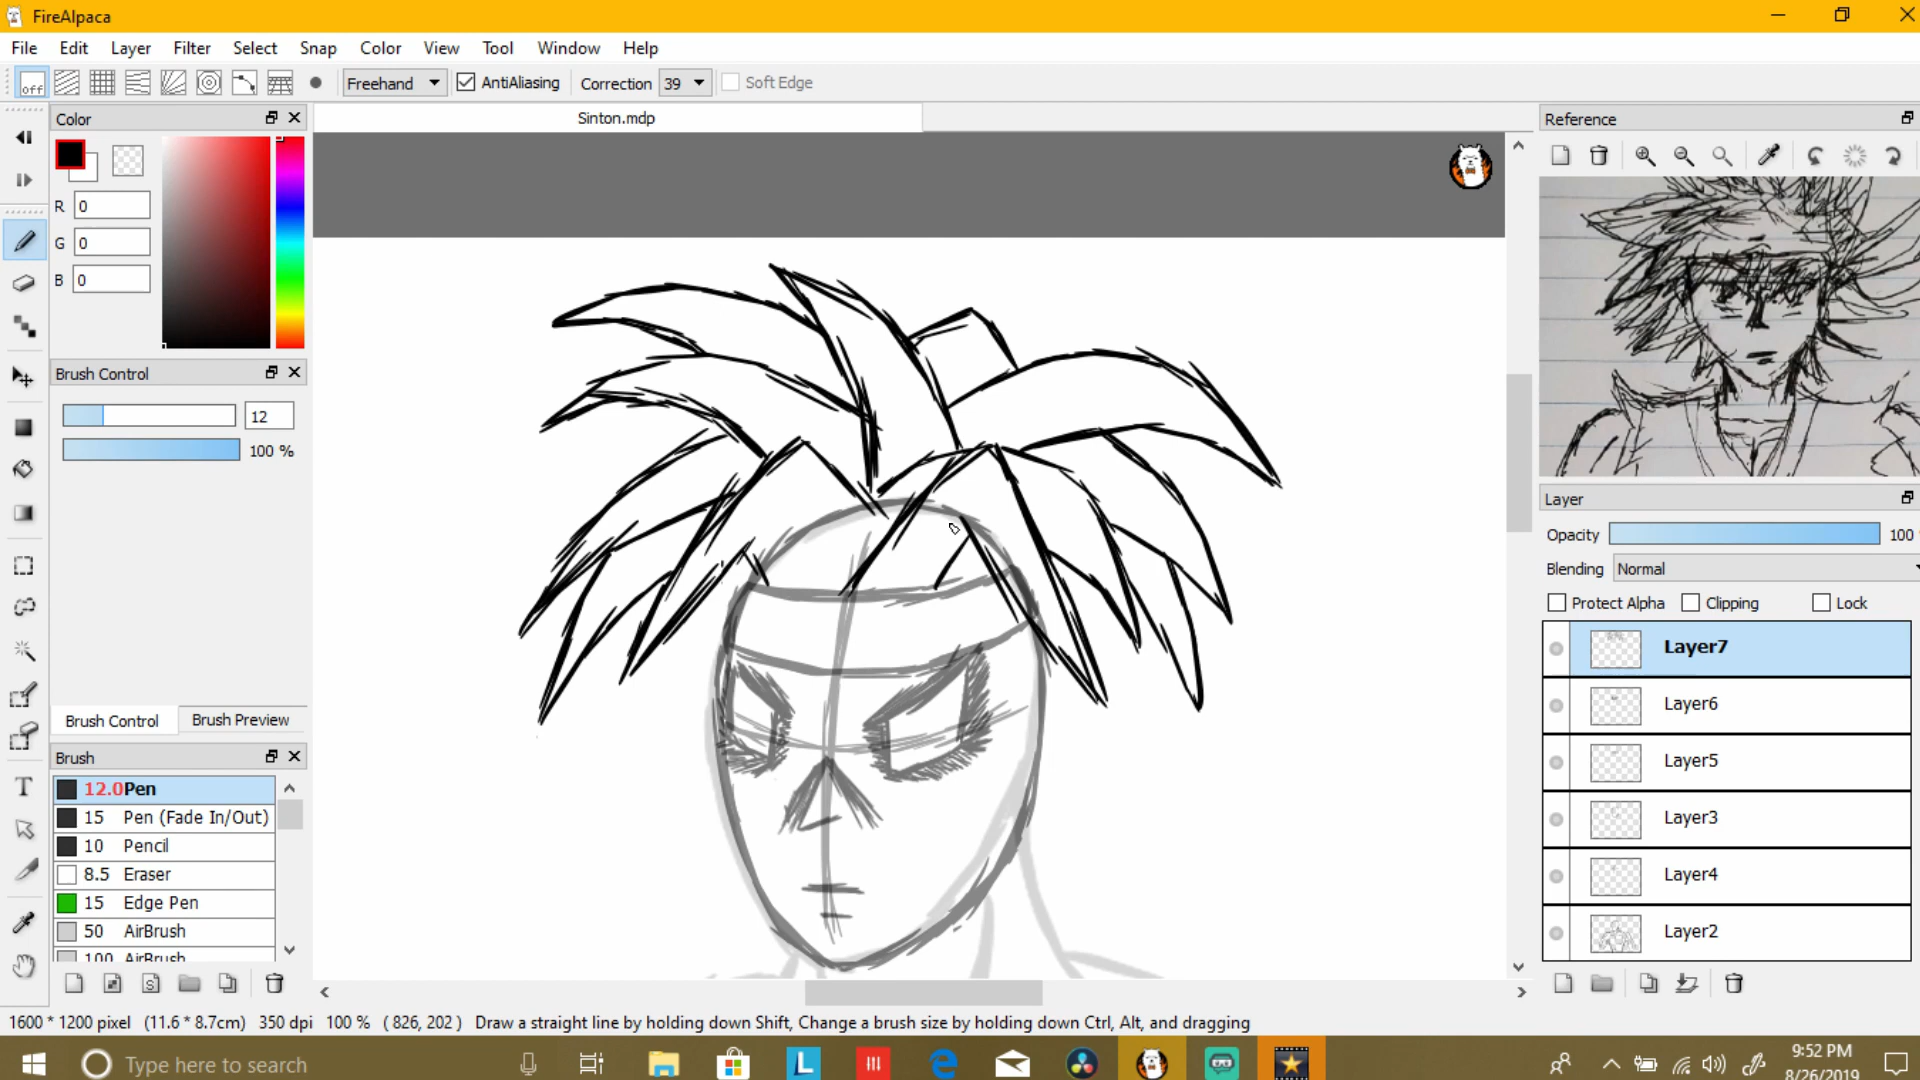 FireAlpaca
File Edit Layer Filter Select Snap Color View Tool Window Help
off Freehand AntiAliasing Correction 39 Soft Edge
Color
Sinton.mdp
Reference
R 0
G 0
B 0
Brush Control
12
100 %
Brush Control Brush Preview
Brush
12.0Pen
15 Pen (Fade In/Out)
10 Pencil
8.5 Eraser
15 Edge Pen
50 AirBrush
100 AirBrush
Layer
Opacity 100
Blending Normal
Protect Alpha Clipping Lock
Layer7
Layer6
Layer5
Layer3
Layer4
Layer2
1600 * 1200 pixel (11.6 * 8.7cm) 350 dpi 100 % ( 826, 202 ) Draw a straight line by holding down Shift, Change a brush size by holding down Ctrl, Alt, and dragging
Type here to search
L
9:52 PM
8/26/2019